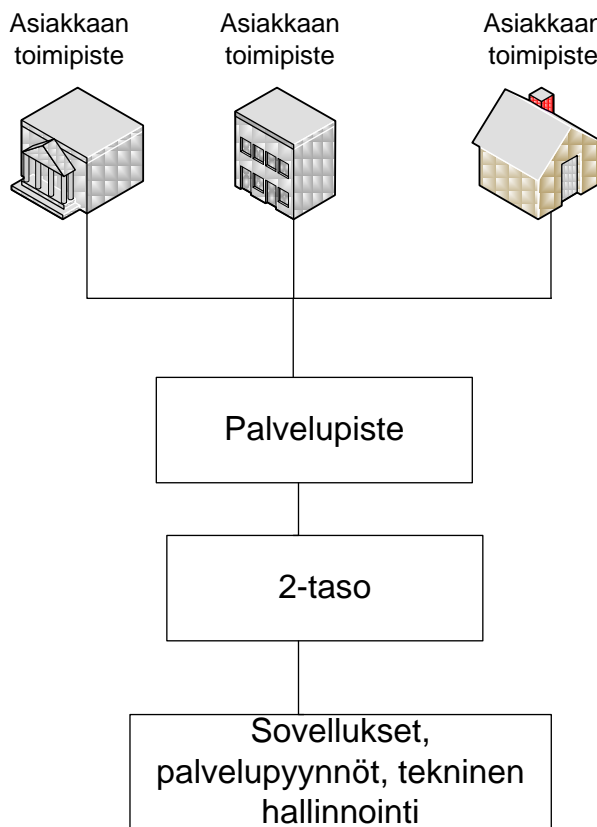 Asiakkaan
toimipiste
Asiakkaan
toimipiste
Asiakkaan
toimipiste
Palvelupiste
2-taso
Sovellukset,
palvelupyynnöt, tekninen
hallinnointi